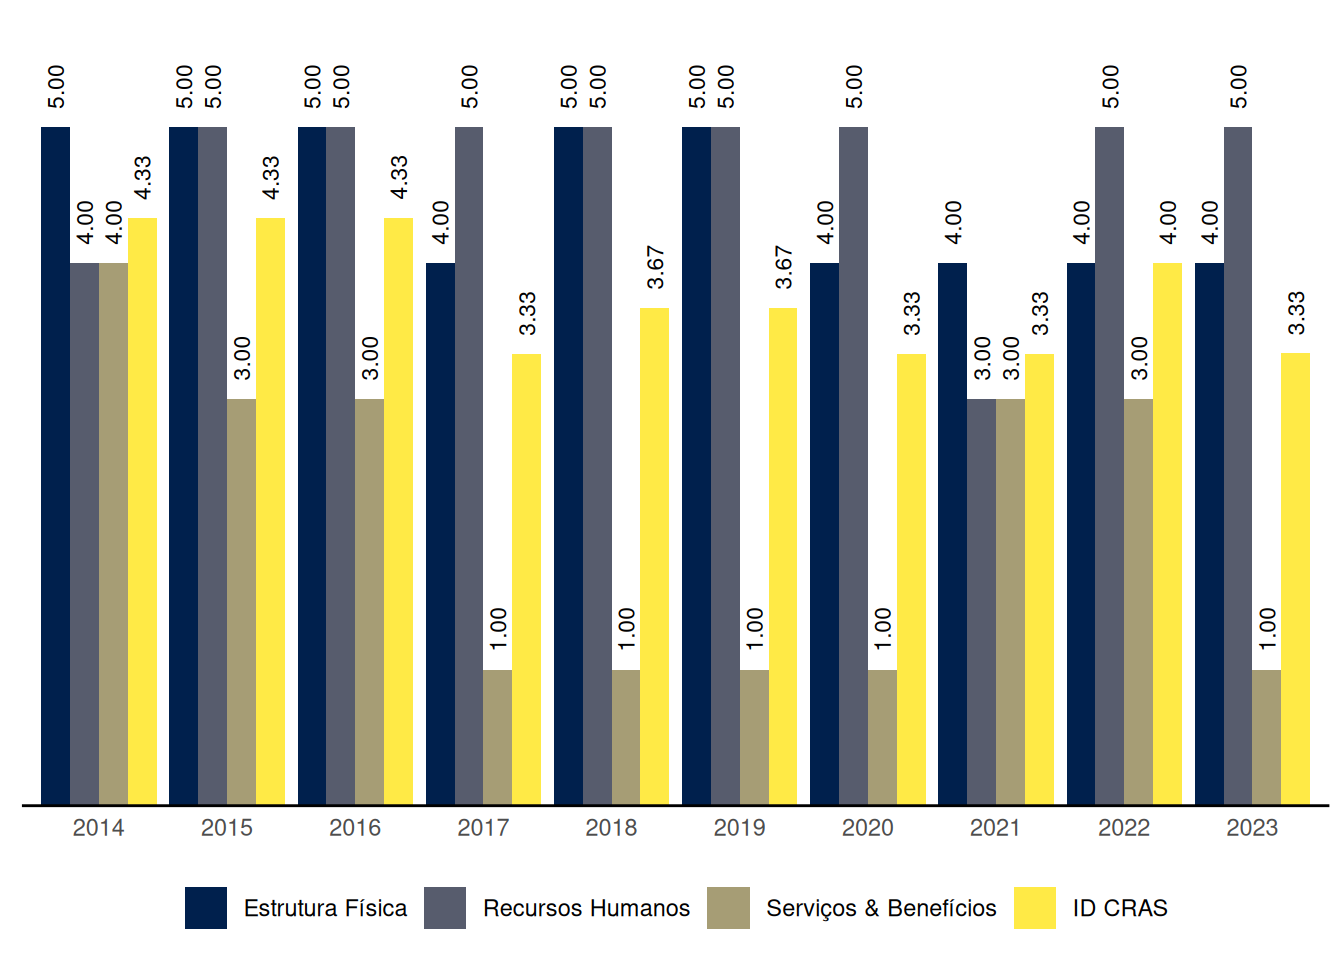 5.00 5.00 5.00 5.00 5.00 5.00 5.00 5.00 5.00 5.00 5.00 5.00 5.00
4.33 4.33 4.33
4.00 4.00 4.00 4.00 4.00 4.00 4.00 4.00
3.67 3.67
3.33 3.33 3.33 3.33
3.00 3.00 3.00 3.00 3.00
1.00 1.00 1.00 1.00 1.00
2014 2015 2016 2017 2018 2019 2020 2021 2022 2023
Estrutura Física Recursos Humanos Serviços & Benefícios ID CRAS